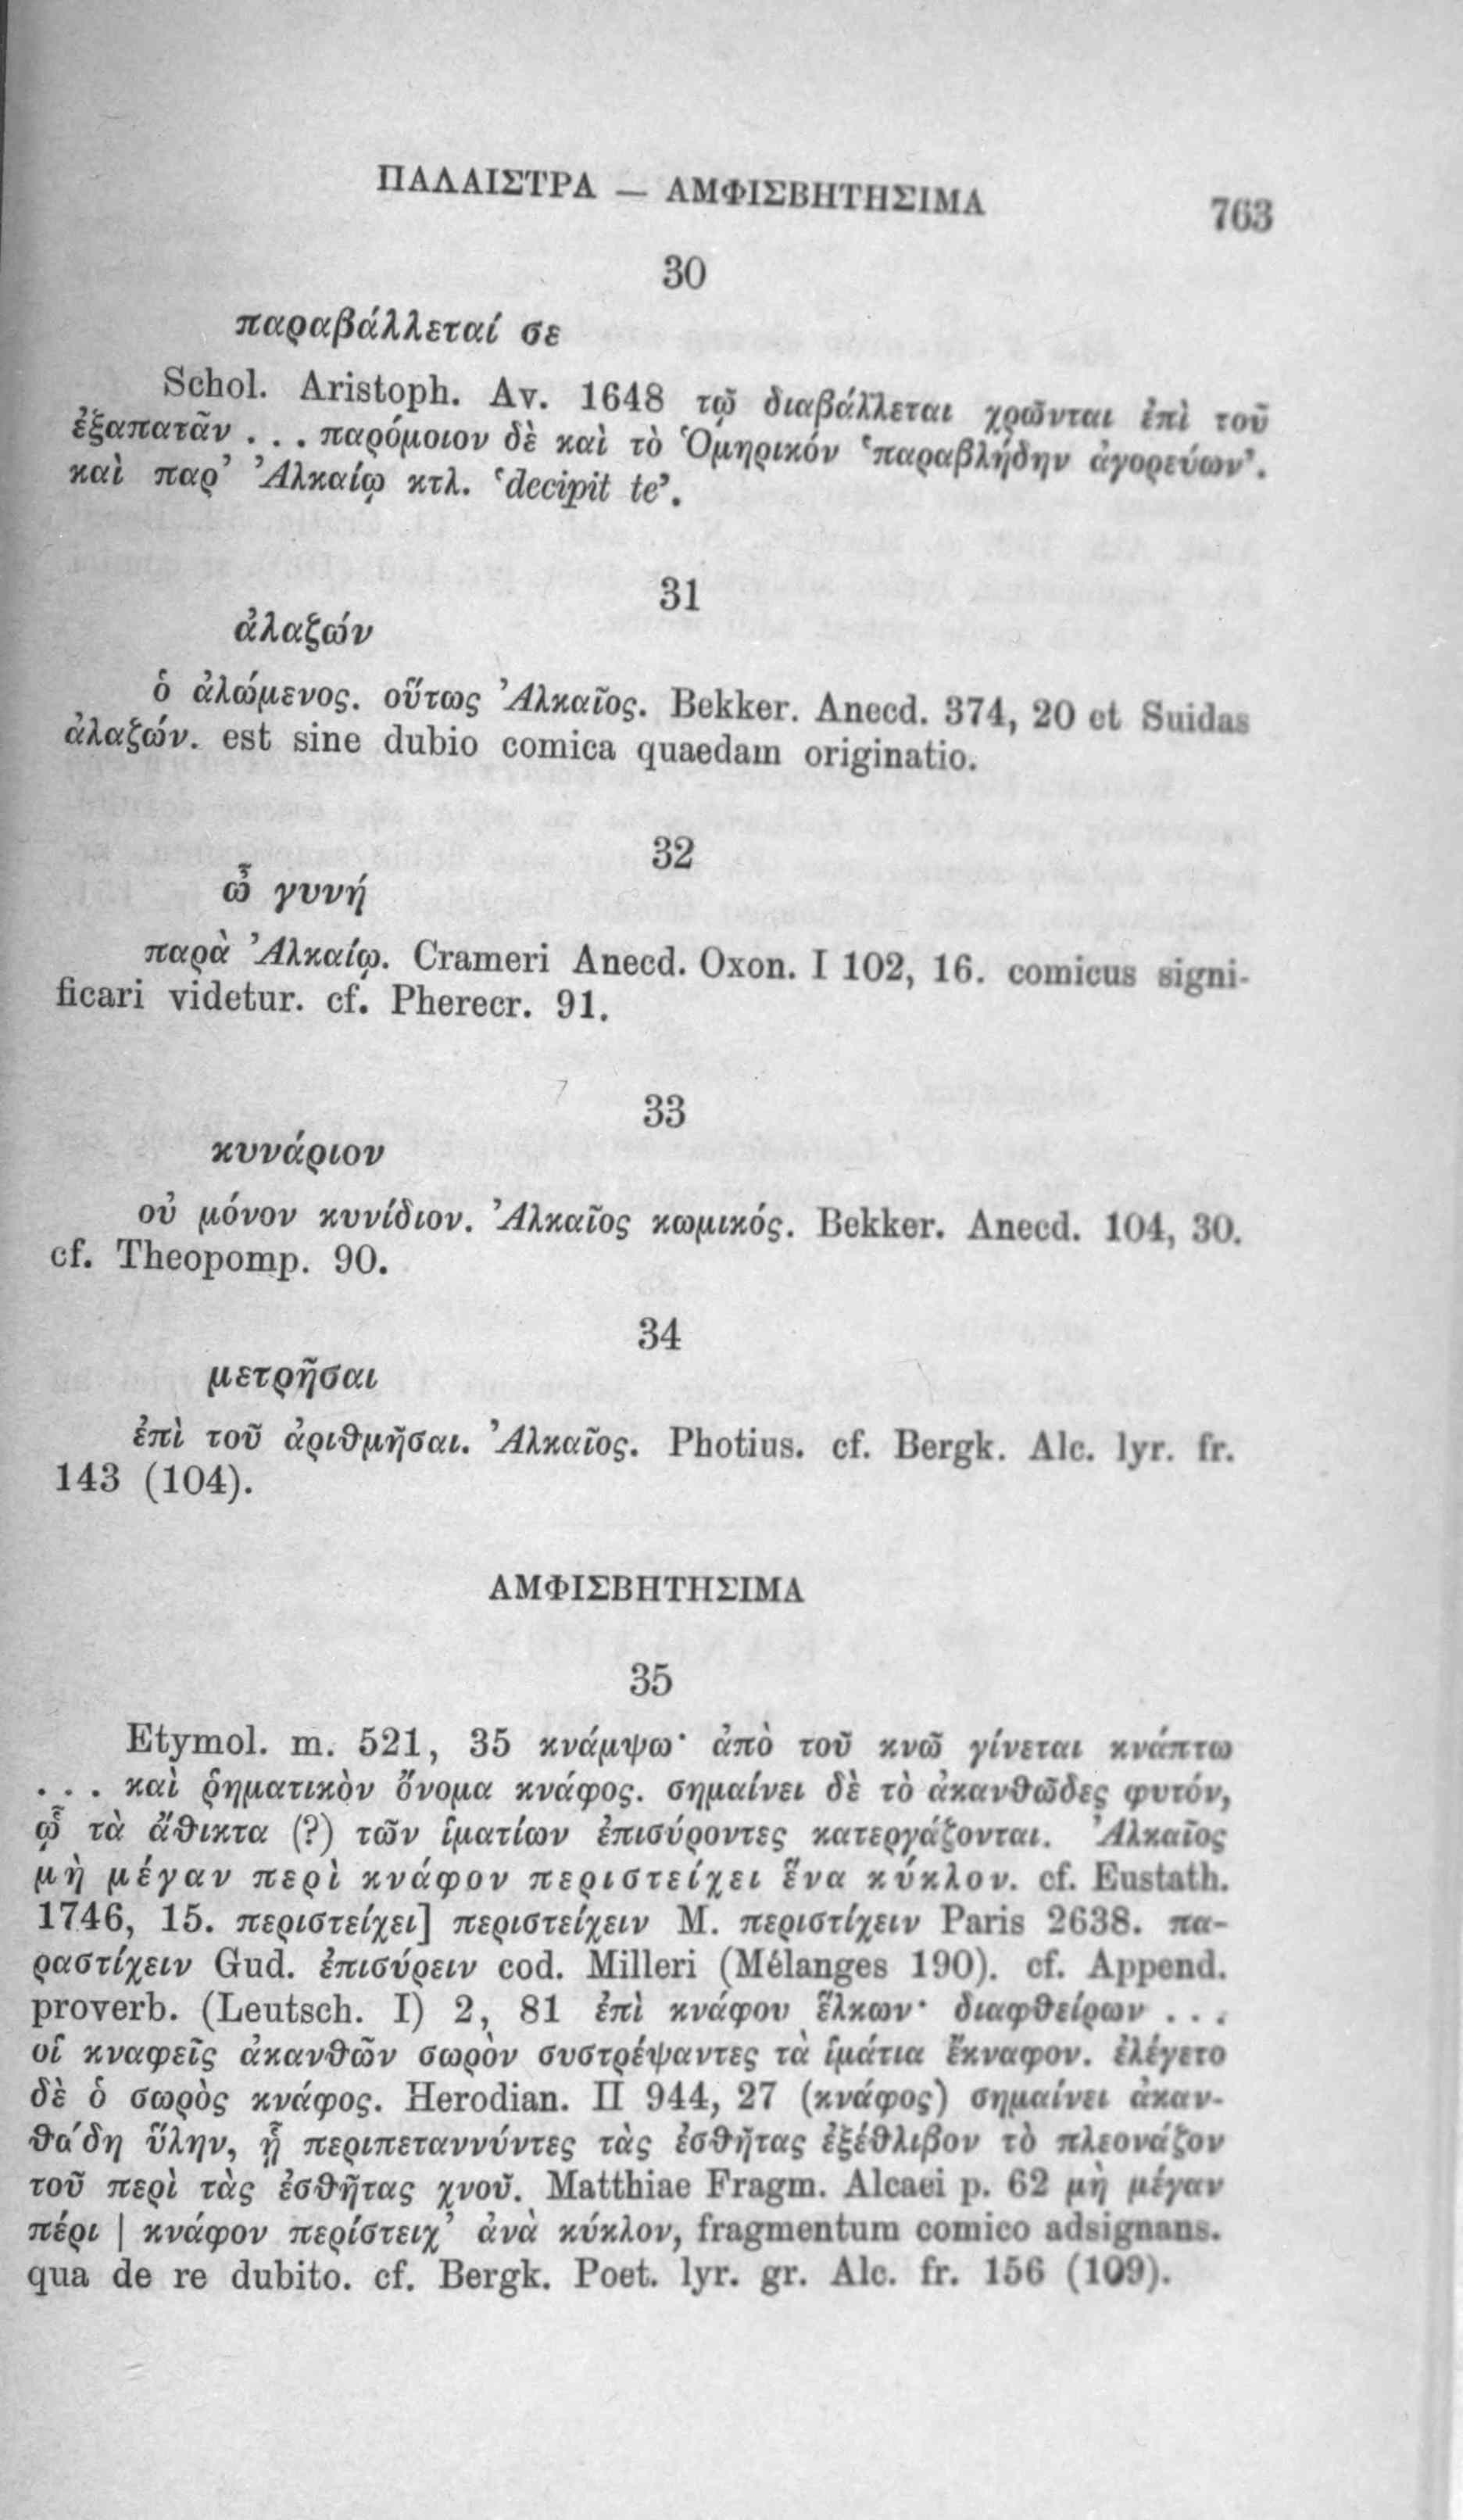 ΠΑΛΑΙΣΤΡΑ — ΑΜΦΙΣΒΗΤΗΣΙΜΑ 763
30
παραβάλλεταί σε
Schol. Aristoph. Av. 1648 τῷ διαβάλλεται χρῶνται ἐπὶ τοῦ
ἐξαπατᾶν . . . παρόμοιον δὲ καὶ τὸ Ὁμηρικόν ‘παραβλήδην ἀγορεύων’.
καὶ παρ’ Ἀλκαίῳ κτλ. ‘decipit te’.
31
ἀλαζών
ὁ ἀλώμενος. οὕτως Ἀλκαῖος. Bekker. Anecd. 374, 20 et Suidas
ἀλαζών. est sine dubio comica quaedam originatio.
32
ὦ γυνή
παρὰ Ἀλκαίῳ. Crameri Anecd. Oxon. I 102, 16. comicus signi-
ficari videtur. cf. Pherecr. 91.
33
κυνάριον
οὐ μόνον κυνίδιον. Ἀλκαῖος κωμικός. Bekker. Anecd. 104, 30.
cf. Theopomp. 90.
34
μετρῆσαι
ἐπὶ τοῦ ἀριθμῆσαι. Ἀλκαῖος. Photius. cf. Bergk. Alc. lyr. fr.
143 (104).
ΑΜΦΙΣΒΗΤΗΣΙΜΑ
35
Etymol. m. 521, 35 κνάμψω· ἀπὸ τοῦ κνῶ γίνεται κνάπτω
. . . καὶ ῥηματικὸν ὄνομα κνάφος. σημαίνει δὲ τὸ ἀκανθῶδες φυτόν,
ᾧ τὰ ἄθικτα (?) τῶν ἱματίων ἐπισύροντες κατεργάζονται. Ἀλκαῖος
μὴ μέγαν περὶ κνάφον περιστείχει ἕνα κύκλον. cf. Eustath.
1746, 15. περιστείχει] περιστείχειν M. περιστίχειν Paris 2638. πα-
ραστίχειν Gud. ἐπισύρειν cod. Milleri (Mélanges 190). cf. Append.
proverb. (Leutsch. I) 2, 81 ἐπὶ κνάφου ἕλκων· διαφθείρων . . .
οἱ κναφεῖς ἀκανθῶν σωρὸν συστρέψαντες τὰ ἱμάτια ἔκναφον. ἐλέγετο
δὲ ὁ σωρὸς κνάφος. Herodian. II 944, 27 (κνάφος) σημαίνει ἀκαν-
θώδη ὕλην, ᾗ περιπεταννύντες τὰς ἐσθῆτας ἐξέθλιβον τὸ πλεονάζον
τοῦ περὶ τὰς ἐσθῆτας χνοῦ. Matthiae Fragm. Alcaei p. 62 μὴ μέγαν
πέρι | κνάφον περίστειχ’ ἀνὰ κύκλον, fragmentum comico adsignans.
qua de re dubito. cf. Bergk. Poet. lyr. gr. Alc. fr. 156 (109).